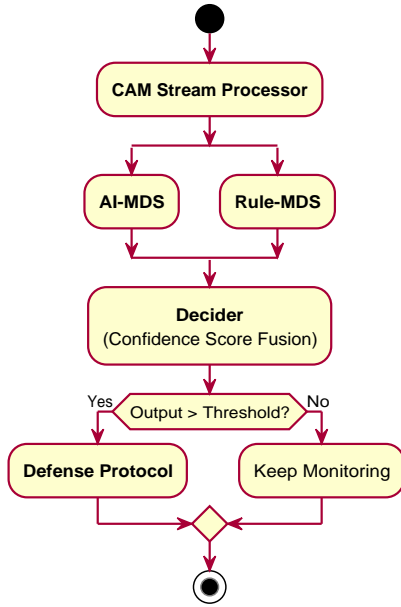 CAM Stream Processor
AI-MDS
Rule-MDS
Decider
(Confidence Score Fusion)
Yes
Output > Threshold?
No
Defense Protocol
Keep Monitoring